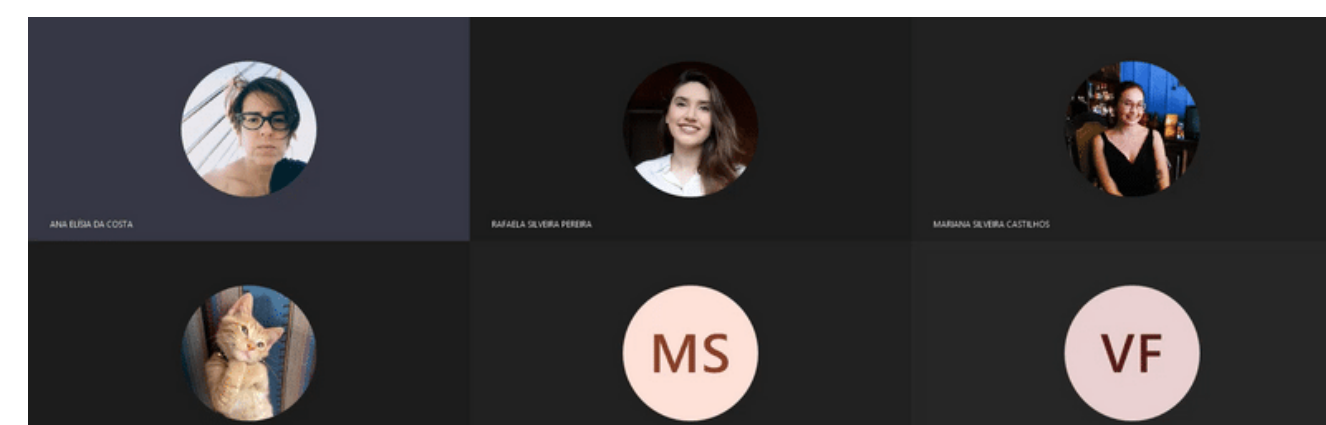 ANA ELÍSIA DA COSTA
RAFAELA SILVEIRA PEREIRA
MARIANA SILVEIRA CASTILHOS
MS
VF